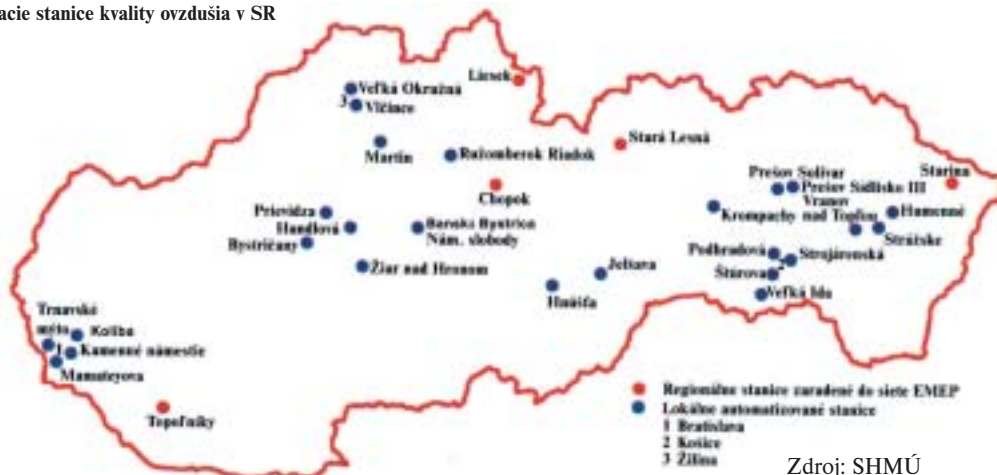 acie stanice kvality ovzdušia v SR
Liesek
Veľká Okružná
3
Vlčince
Stará Lesná
Martin
Ružomberok Riadok
Prešov Solivar
Starina
Chopok
Prešov Sídlisko III
Vranov
Prievidza
Krompachy nad Topľou
Humenné
Handlová
Banská Bystrica
Nám. slobody
Strážske
Bystričany
Podhradová
Strojárenská
2
Žiar nad Hronom
Jelšava
Štúrova
Hnúšťa
Veľká Ida
Trnavské
mýto
Koliba
1
Kamenné námestie
Mamateyova
Topoľníky
Regionálne stanice zaradené do siete EMEP
Lokálne automatizované stanice
1 Bratislava
2 Košice
3 Žilina
Zdroj: SHMÚ